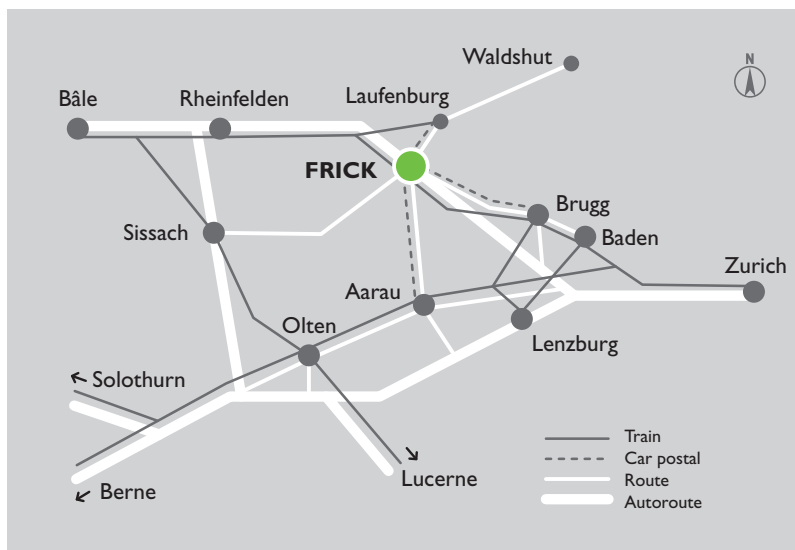 Waldshut
N
Bâle
Rheinfelden
Laufenburg
FRICK
Brugg
Sissach
Baden
Zurich
Aarau
Olten
Lenzburg
Solothurn
Train
Car postal
Lucerne
Route
Berne
Autoroute